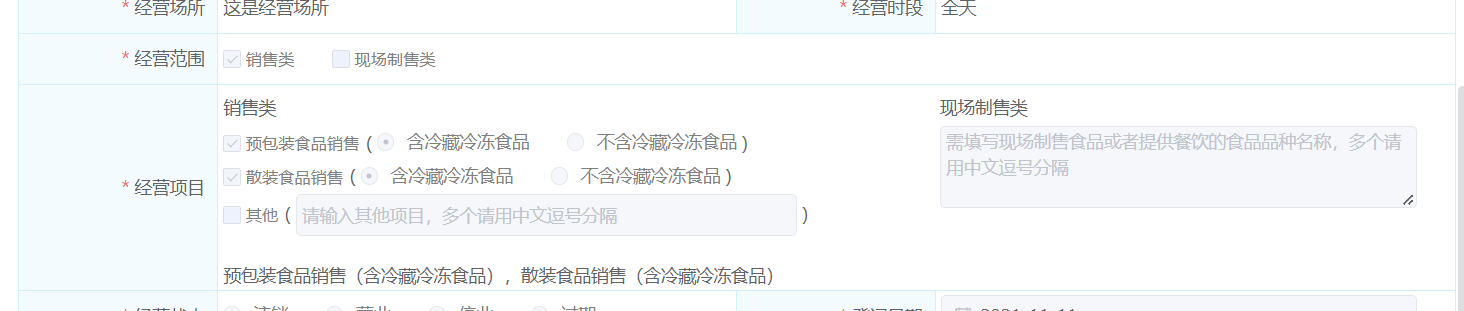 * 经营场所 这是经营场所 * 经营时段 全天
* 经营范围 销售类 现场制售类
销售类 现场制售类
预包装食品销售 ( 含冷藏冷冻食品 不含冷藏冷冻食品 ) 需填写现场制售食品或者提供餐饮的食品品种名称，多个请
用中文逗号分隔
* 经营项目 散装食品销售 ( 含冷藏冷冻食品 不含冷藏冷冻食品 )
其他 ( 请输入其他项目，多个请用中文逗号分隔 )
预包装食品销售（含冷藏冷冻食品），散装食品销售（含冷藏冷冻食品）